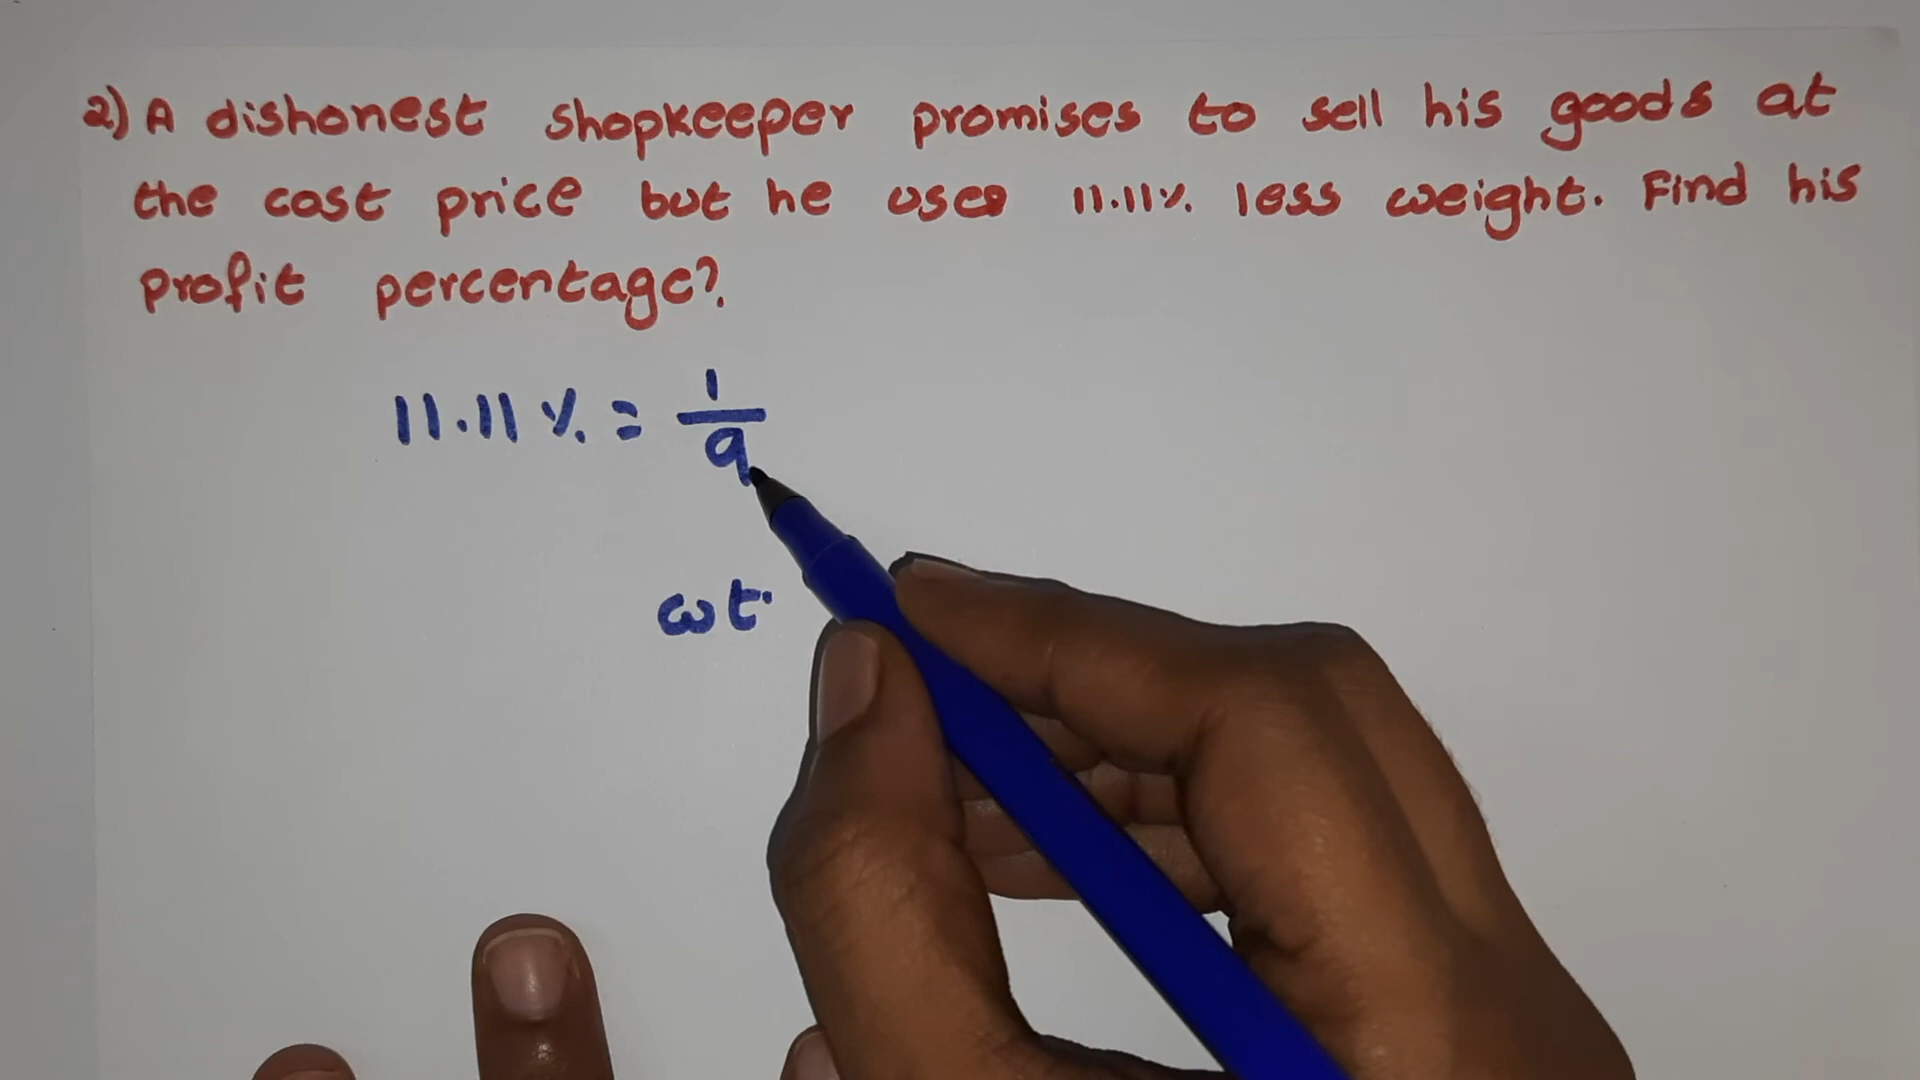 2) A dishonest shopkeeper promises to sell his goods at
the cost price but he uses 11.11% less weight. Find his
profit percentage?
11.11% = 1/9
wt.